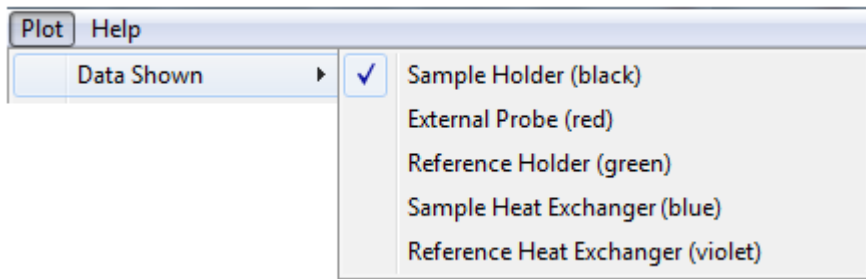 Plot Help
Data Shown
Sample Holder (black)
External Probe (red)
Reference Holder (green)
Sample Heat Exchanger (blue)
Reference Heat Exchanger (violet)